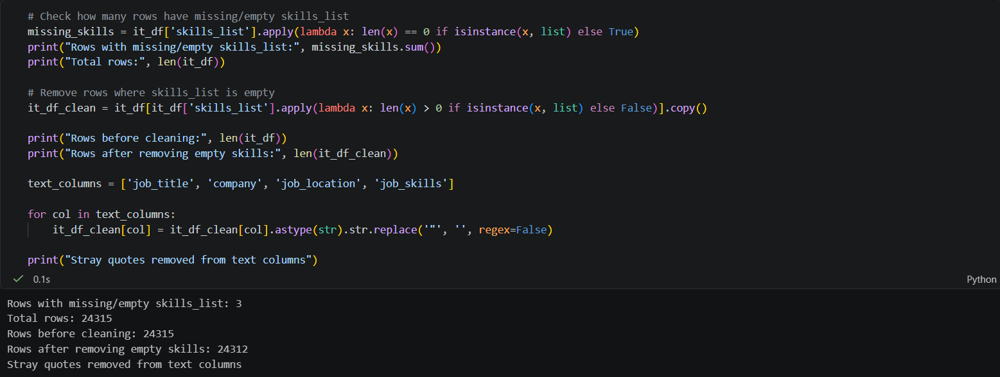 # Check how many rows have missing/empty skills_list
missing_skills = it_df['skills_list'].apply(lambda x: len(x) == 0 if isinstance(x, list) else True)
print("Rows with missing/empty skills_list:", missing_skills.sum())
print("Total rows:", len(it_df))
# Remove rows where skills_list is empty
it_df_clean = it_df[it_df['skills_list'].apply(lambda x: len(x) > 0 if isinstance(x, list) else False)].copy()
print("Rows before cleaning:", len(it_df))
print("Rows after removing empty skills:", len(it_df_clean))
text_columns = ['job_title', 'company', 'job_location', 'job_skills']
for col in text_columns:
    it_df_clean[col] = it_df_clean[col].astype(str).str.replace('"', '', regex=False)
print("Stray quotes removed from text columns")
0.1s
Python
Rows with missing/empty skills_list: 3
Total rows: 24315
Rows before cleaning: 24315
Rows after removing empty skills: 24312
Stray quotes removed from text columns